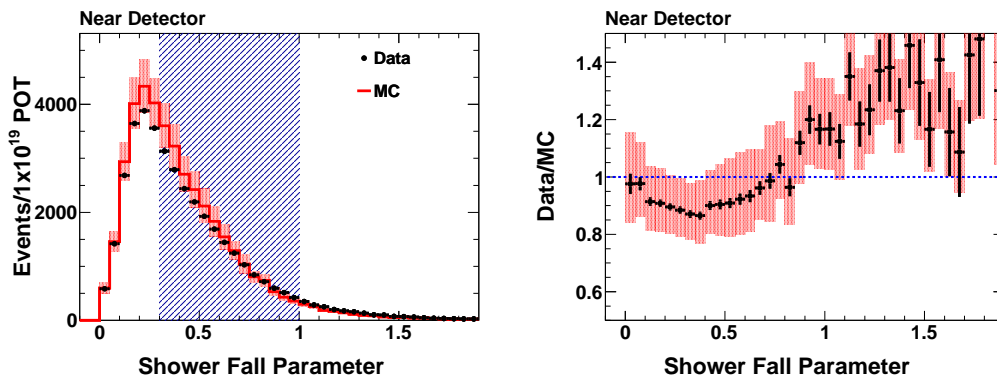 Near Detector
Events/1x10^19 POT
4000
2000
0
Data
MC
0 0.5 1 1.5
Shower Fall Parameter
Near Detector
Data/MC
1.4
1.2
1
0.8
0.6
0 0.5 1 1.5
Shower Fall Parameter